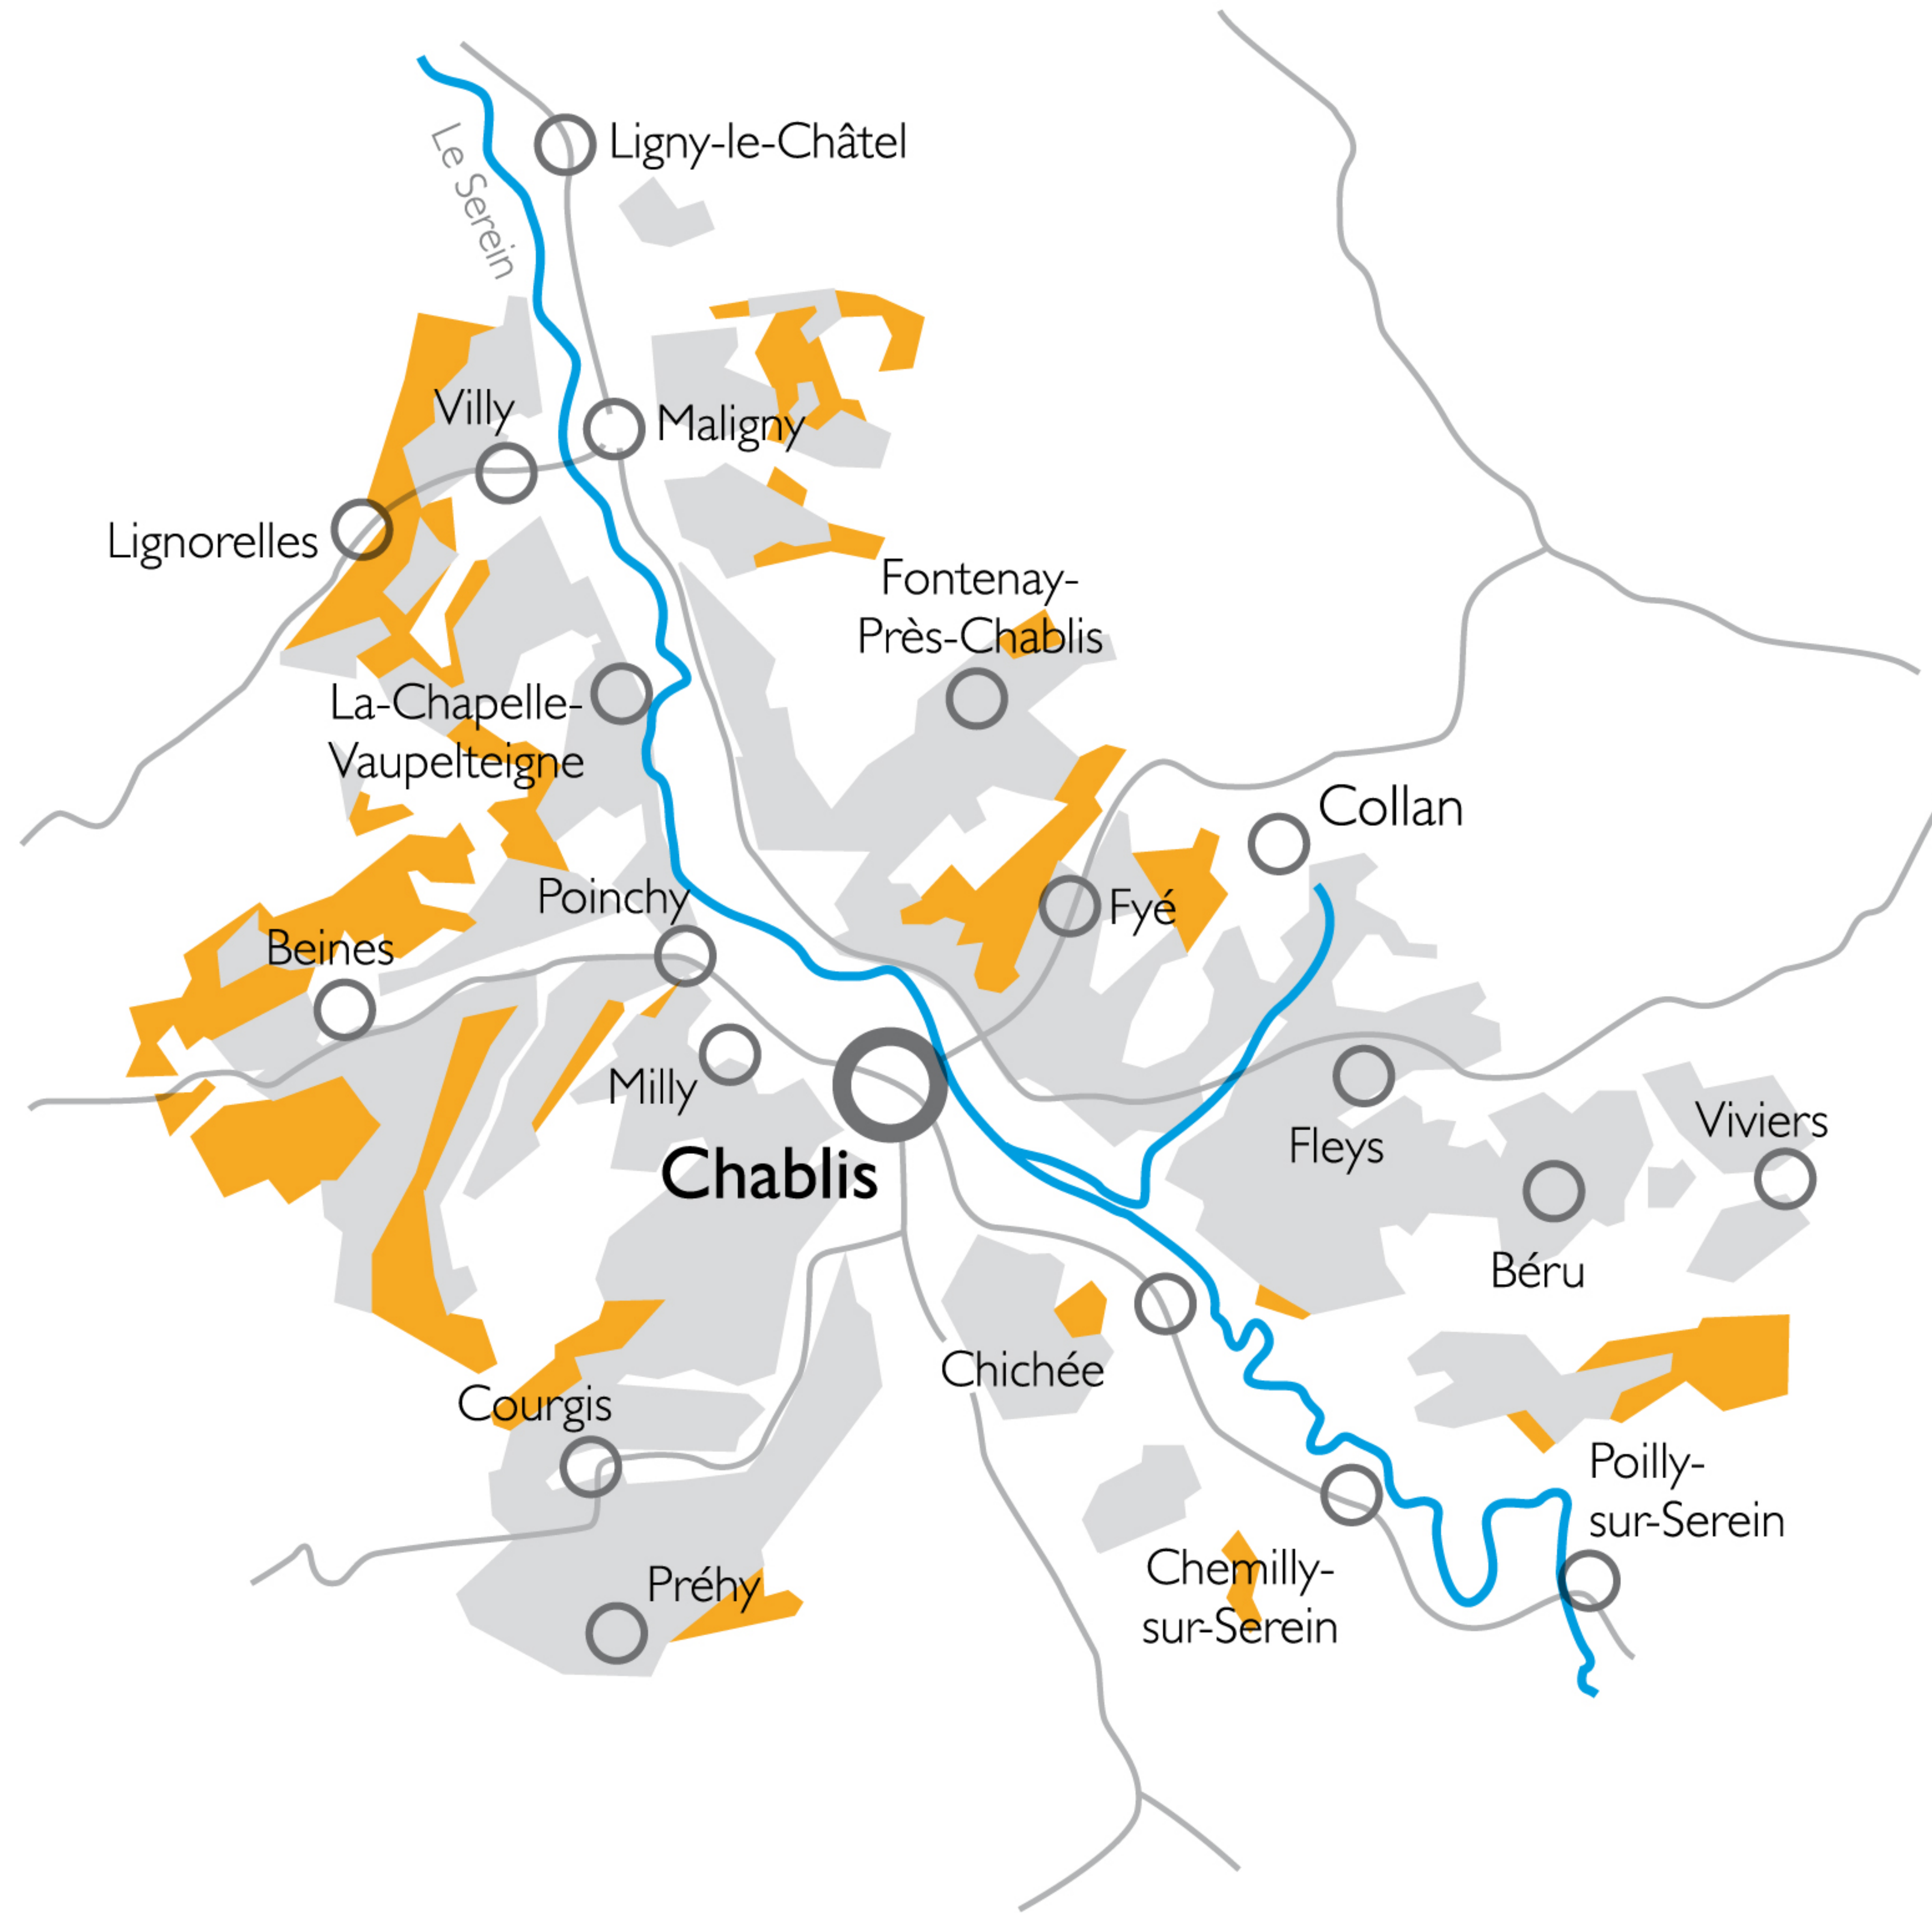 Ligny-le-Châtel
Le Serein
Villy
Maligny
Lignorelles
Fontenay-
Près-Chablis
La-Chapelle-
Vaupelteigne
Collan
Poinchy
Fyé
Beines
Milly
Fleys
Viviers
Chablis
Béru
Chichée
Courgis
Poilly-
sur-Serein
Chemilly-
sur-Serein
Préhy